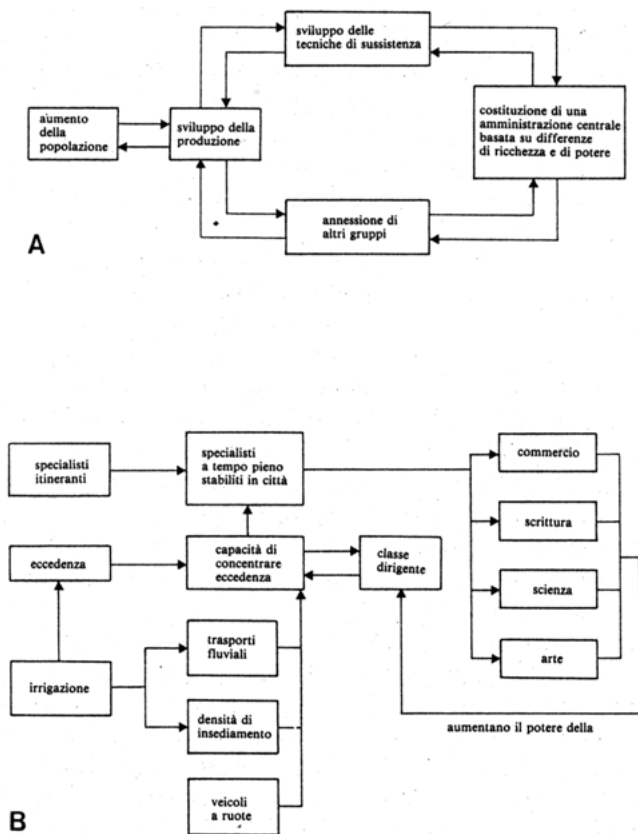 sviluppo delle
tecniche di sussistenza
aumento
della
popolazione
sviluppo della
produzione
costituzione di una
amministrazione centrale
basata su differenze
di ricchezza e di potere
annessione di
altri gruppi
A
specialisti
itineranti
specialisti
a tempo pieno
stabiliti in città
commercio
scrittura
eccedenza
capacità di
concentrare
eccedenza
classe
dirigente
scienza
irrigazione
trasporti
fluviali
arte
densità di
insediamento
aumentano il potere della
veicoli
a ruote
B